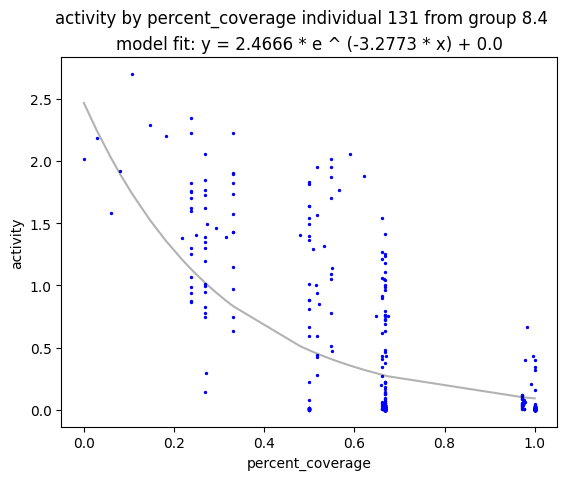 activity by percent_coverage individual 131 from group 8.4
model fit: y = 2.4666 * e ^ (-3.2773 * x) + 0.0
2.5
2.0
1.5
1.0
0.5
0.0
activity
0.0 0.2 0.4 0.6 0.8 1.0
percent_coverage